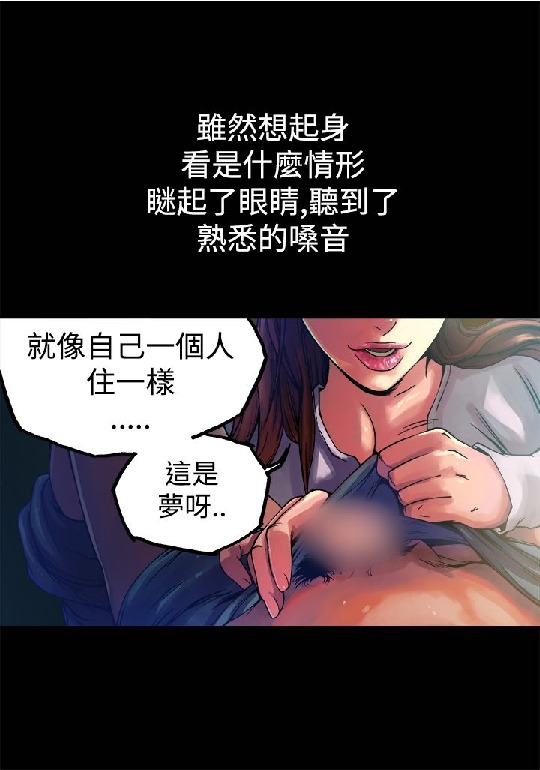 雖然想起身
看是什麼情形
瞇起了眼睛,聽到了
熟悉的嗓音
就像自己一個人
住一樣
.....
這是
夢呀..